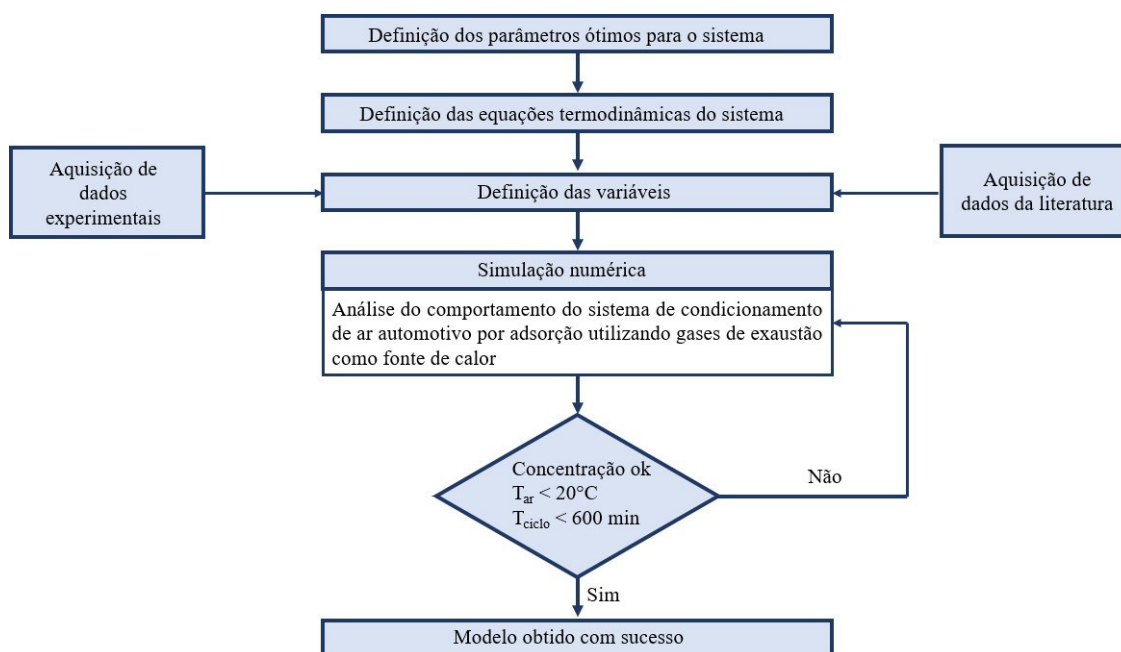 Definição dos parâmetros ótimos para o sistema
Definição das equações termodinâmicas do sistema
Aquisição de
dados
experimentais
Definição das variáveis
Aquisição de
dados da literatura
Simulação numérica
Análise do comportamento do sistema de condicionamento
de ar automotivo por adsorção utilizando gases de exaustão
como fonte de calor
Concentração ok
T_ar < 20°C
T_ciclo < 600 min
Não
Sim
Modelo obtido com sucesso